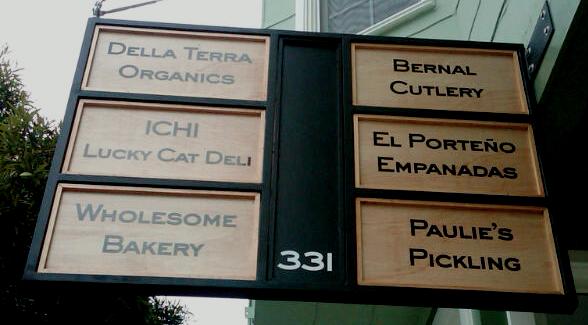 Della Terra
Organics
ICHI
Lucky Cat Deli
Wholesome
Bakery
331
Bernal
Cutlery
El Porteño
Empanadas
Paulie's
Pickling